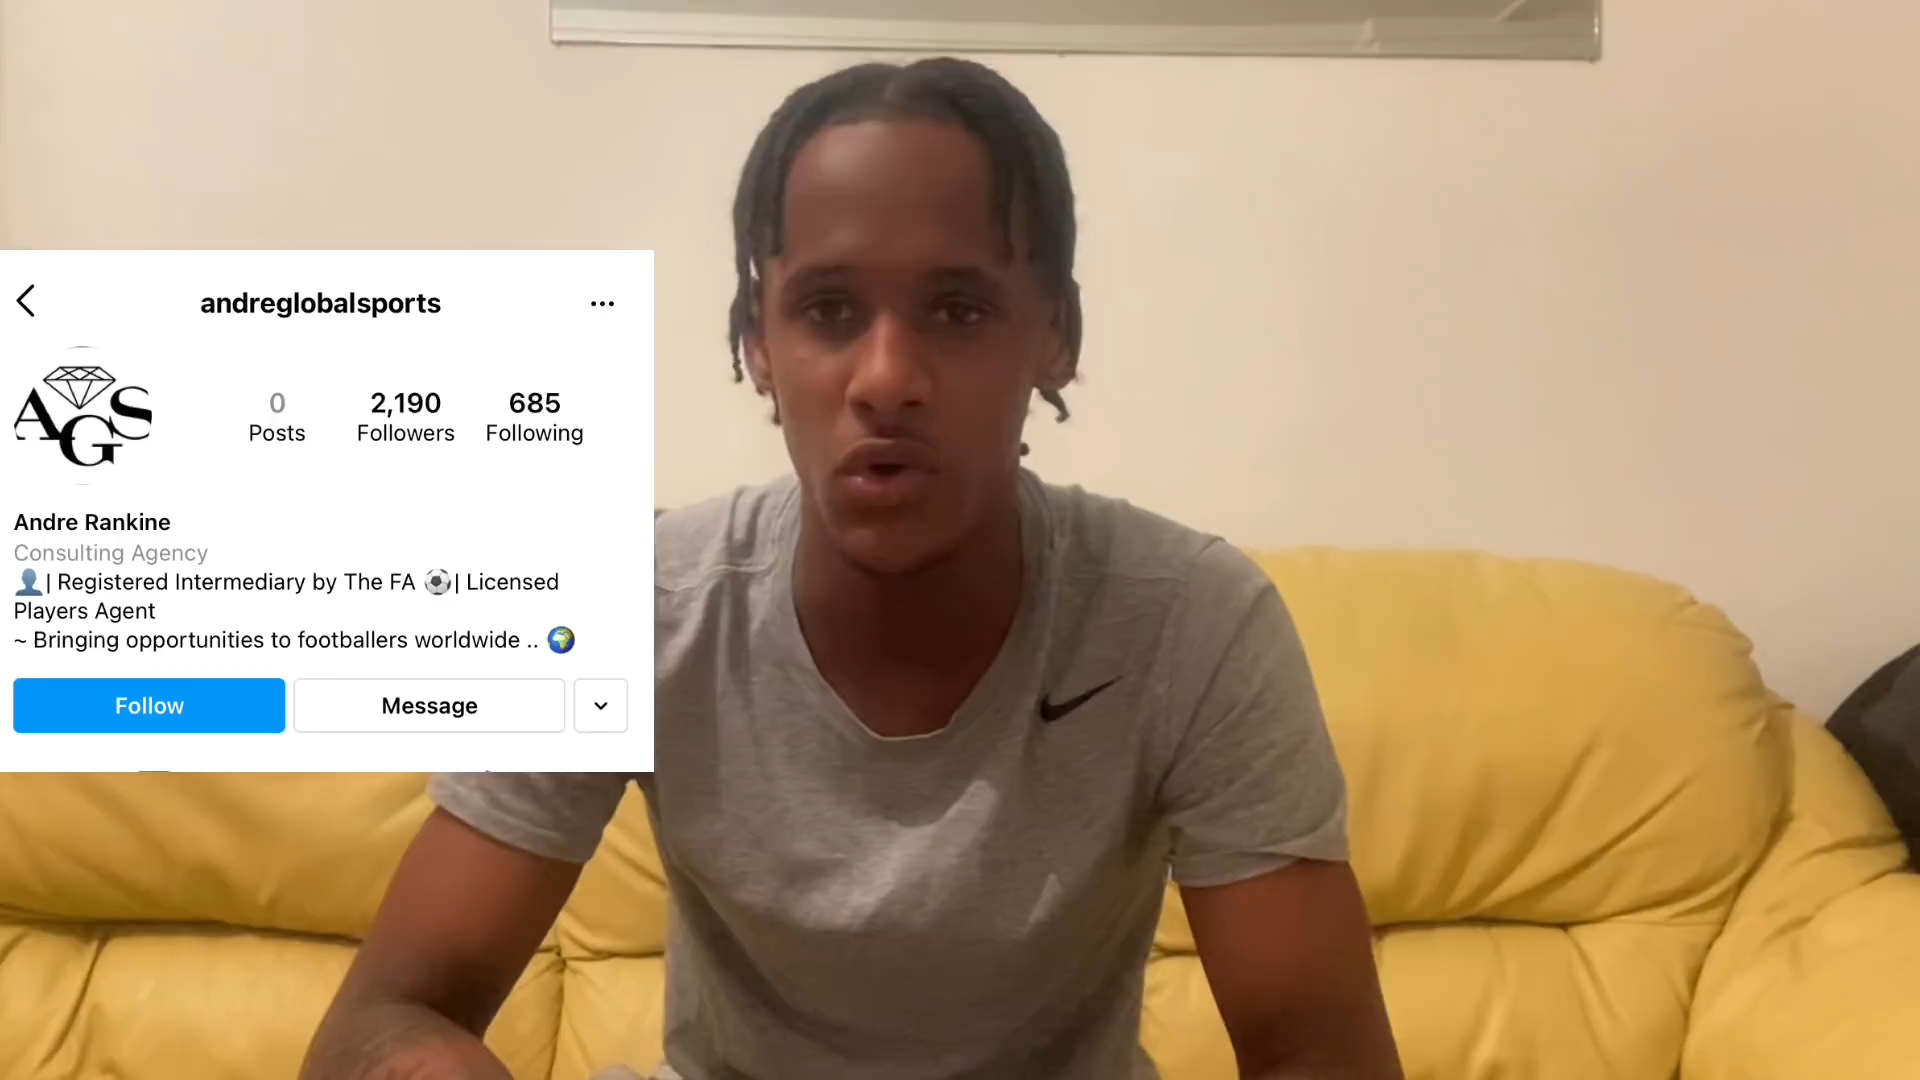 andreglobalsports
AGS
0
2,190
685
Posts
Followers
Following
Andre Rankine
Consulting Agency
👤| Registered Intermediary by The FA ⚽| Licensed
Players Agent
~ Bringing opportunities to footballers worldwide .. 🌍
Follow
Message